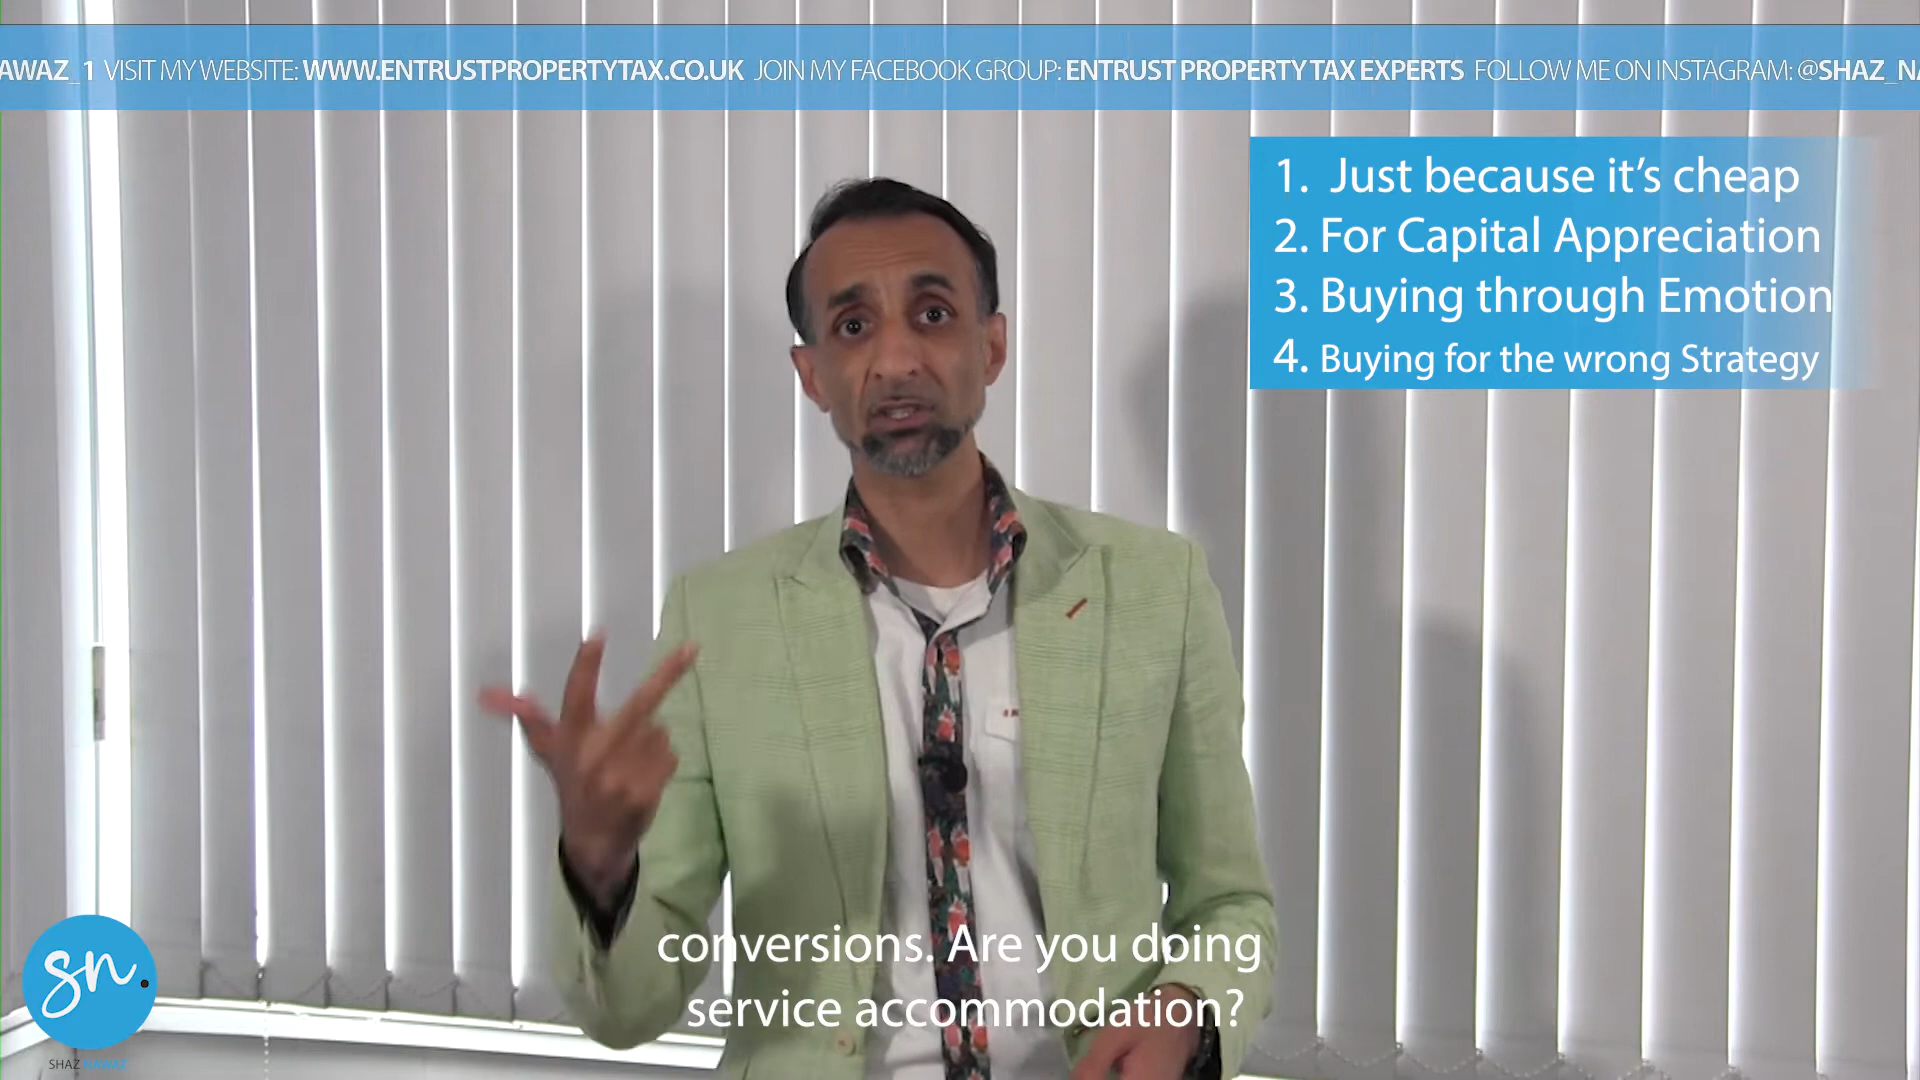 AWAZ_1 VISIT MY WEBSITE: WWW.ENTRUSTPROPERTYTAX.CO.UK JOIN MY FACEBOOK GROUP: ENTRUST PROPERTY TAX EXPERTS FOLLOW ME ON INSTAGRAM: @SHAZ_NA
1. Just because it's cheap
2. For Capital Appreciation
3. Buying through Emotion
4. Buying for the wrong Strategy
conversions. Are you doing
service accommodation?
sn.
SHAZ NAWAZ